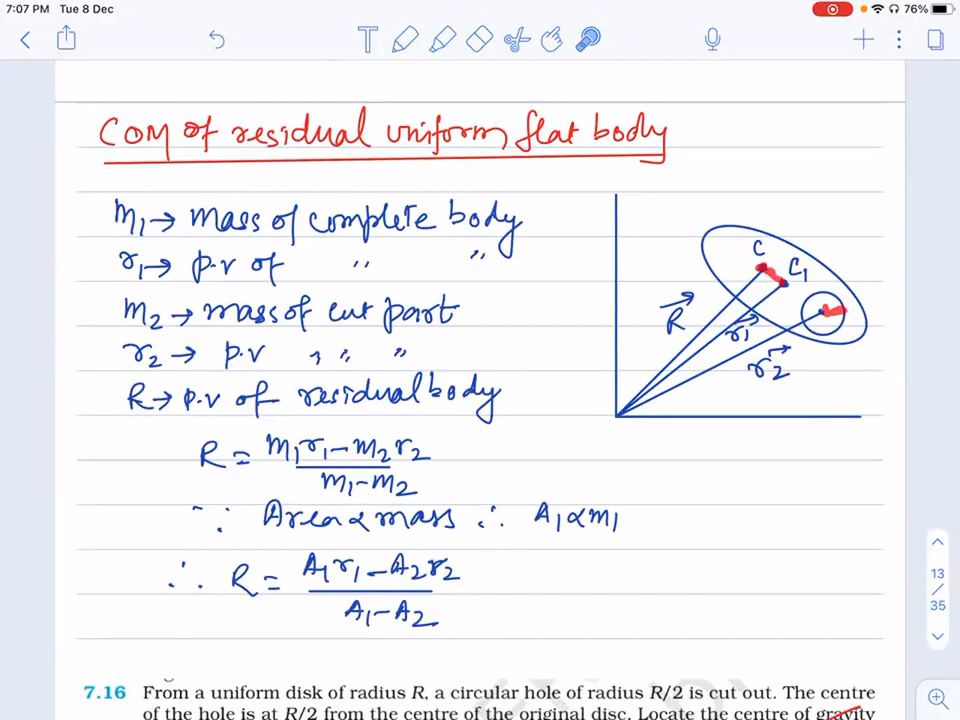 7:07 PM Tue 8 Dec
76%
T
COM of residual uniform flat body
m1→ mass of complete body
r1→ p.v of " "
m2→ mass of cut part
r2→ p.v " " "
R→ p.v of residual body
R = m1r1-m2r2
m1-m2
∵ Area ∝ mass ∴ A1 ∝ m1
∴ R = A1r1-A2r2
A1-A2
C
C1
R
r1
r2
13
/
35
7.16 From a uniform disk of radius R, a circular hole of radius R/2 is cut out. The centre
of the hole is at R/2 from the centre of the original disc. Locate the centre of gravity